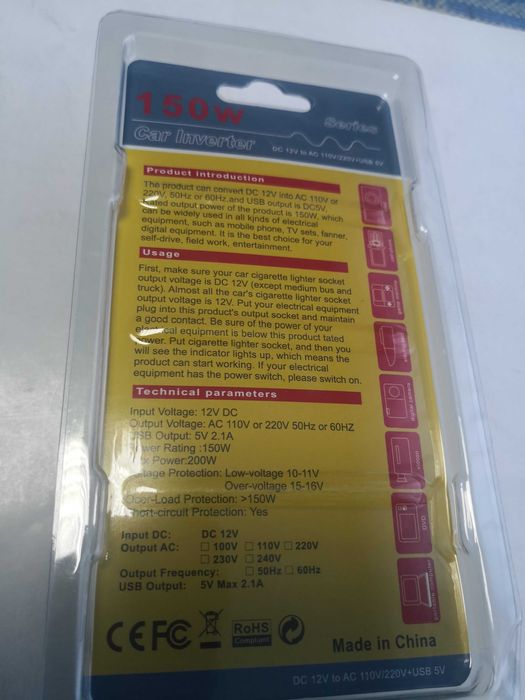 150W
Series
Car Inverter
DC 12V to AC 110V/220V+USB 5V
Product Introduction
The product can convert DC 12V into AC 110V or
220V, 50Hz or 60Hz,and USB output is DC5V,
Rated output power of the product is 150W, which
can be widely used in all kinds of electrical
equipment, such as mobile phone, TV sets, fanner,
digital equipment. It is the best choice for your
self-drive, field work, entertainment.
Usage
First, make sure your car cigarette lighter socket
output voltage is DC 12V (except medium bus and
truck). Almost all the car's cigarette lighter socket
output voltage is 12V. Put your electrical equipment
plug into this product's output socket and maintain
a good contact. Be sure of the power of your
electrical equipment is below this product tated
power. Put cigarette lighter socket, and then you
will see the indicator lights up, which means the
product can start working. If your electrical
equipment has the power switch, please switch on.
Technical parameters
Input Voltage: 12V DC
Output Voltage: AC 110V or 220V 50Hz or 60HZ
USB Output: 5V 2.1A
Power Rating :150W
Max Power:200W
Voltage Protection: Low-voltage 10-11V
Over-voltage 15-16V
Over-Load Protection: >150W
Short-circuit Protection: Yes
Input DC: DC 12V
Output AC: 100V 110V 220V
230V 240V
Output Frequency: 50Hz 60Hz
USB Output: 5V Max 2.1A
digital camera
DVD
CE FC RoHS
Compliant
Made in China
DC 12V to AC 110V/220V+USB 5V